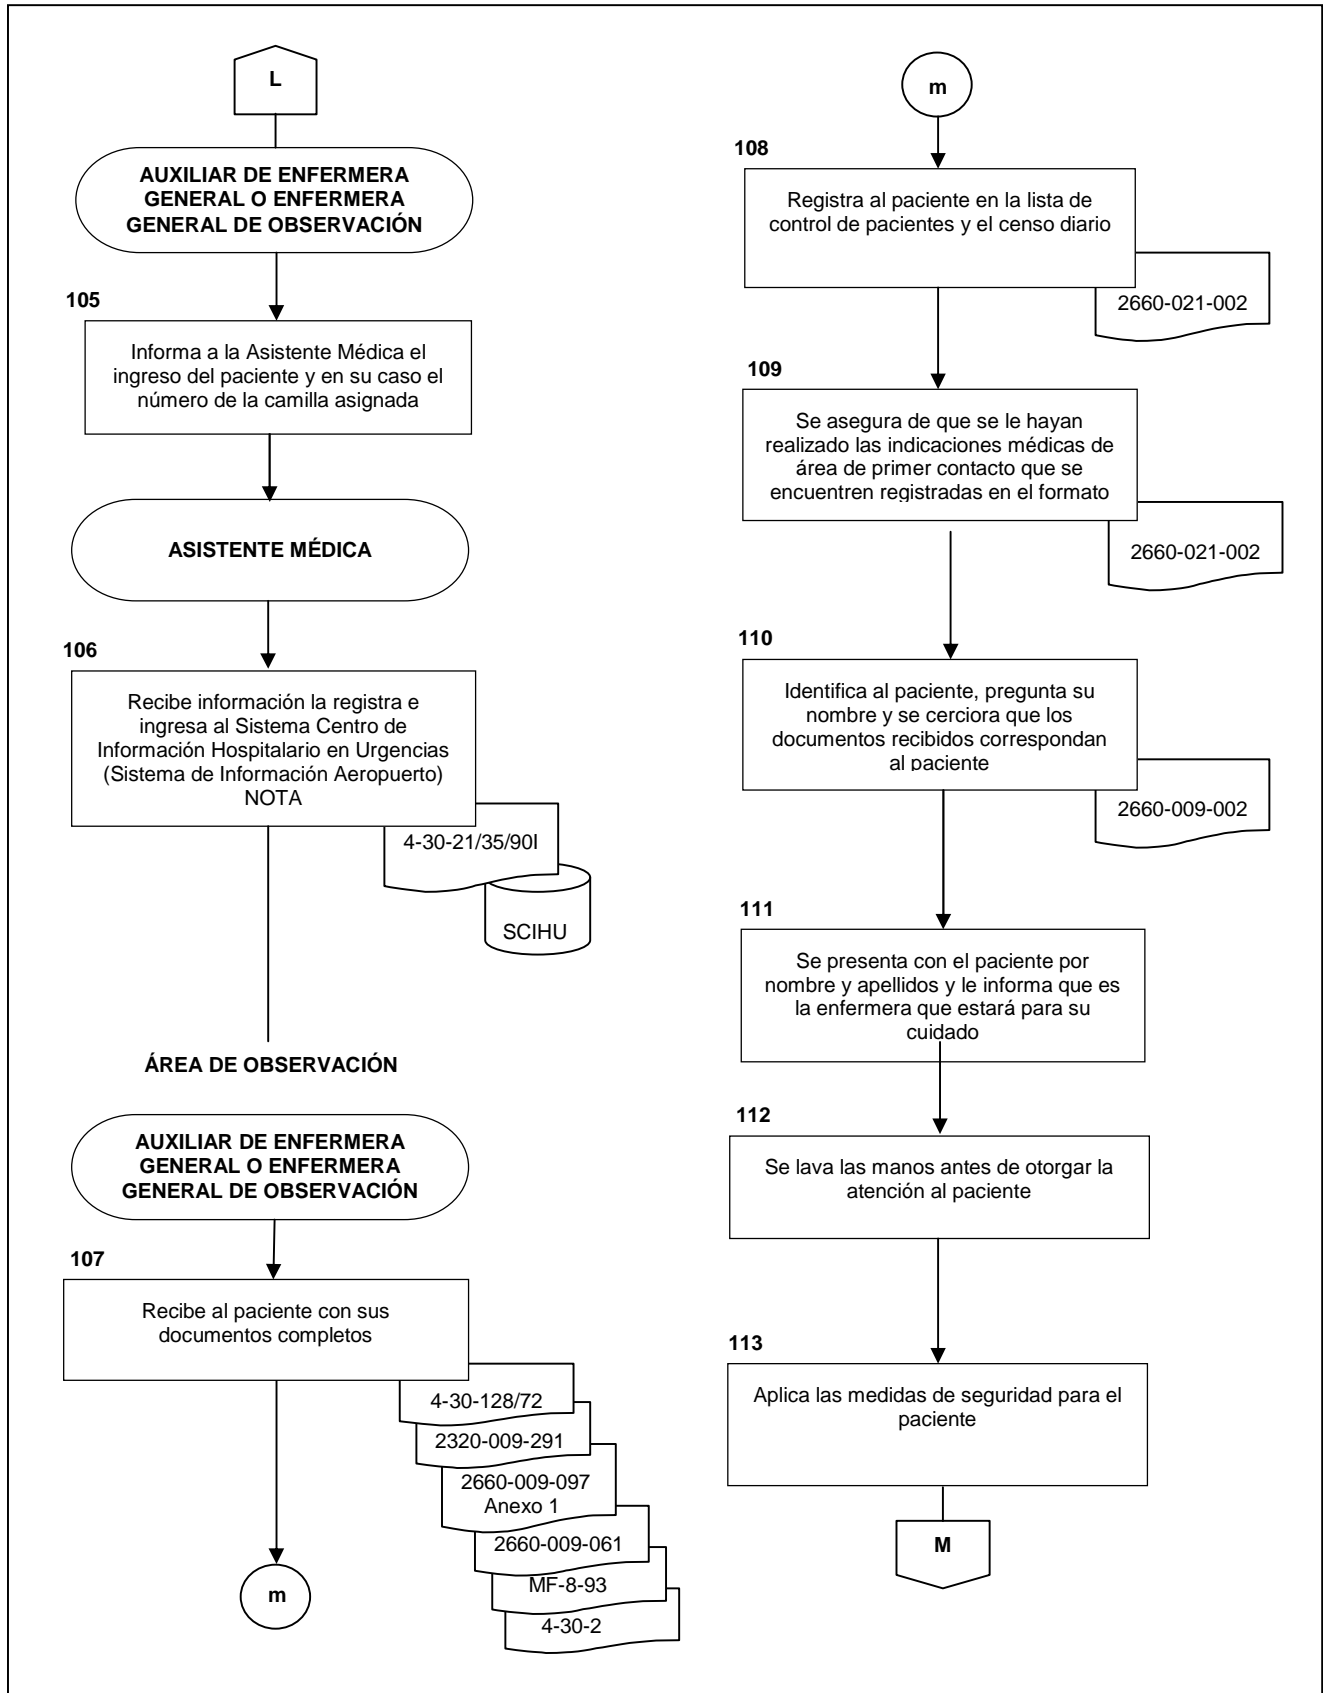 L
AUXILIAR DE ENFERMERA
GENERAL O ENFERMERA
GENERAL DE OBSERVACIÓN
105
Informa a la Asistente Médica el
ingreso del paciente y en su caso el
número de la camilla asignada
ASISTENTE MÉDICA
106
Recibe información la registra e
ingresa al Sistema Centro de
Información Hospitalario en Urgencias
(Sistema de Información Aeropuerto)
NOTA
4-30-21/35/90I
SCIHU
ÁREA DE OBSERVACIÓN
AUXILIAR DE ENFERMERA
GENERAL O ENFERMERA
GENERAL DE OBSERVACIÓN
107
Recibe al paciente con sus
documentos completos
4-30-128/72
2320-009-291
2660-009-097
Anexo 1
2660-009-061
MF-8-93
4-30-2
m
m
108
Registra al paciente en la lista de
control de pacientes y el censo diario
2660-021-002
109
Se asegura de que se le hayan
realizado las indicaciones médicas de
área de primer contacto que se
encuentren registradas en el formato
2660-021-002
110
Identifica al paciente, pregunta su
nombre y se cerciora que los
documentos recibidos correspondan
al paciente
2660-009-002
111
Se presenta con el paciente por
nombre y apellidos y le informa que es
la enfermera que estará para su
cuidado
112
Se lava las manos antes de otorgar la
atención al paciente
113
Aplica las medidas de seguridad para el
paciente
M